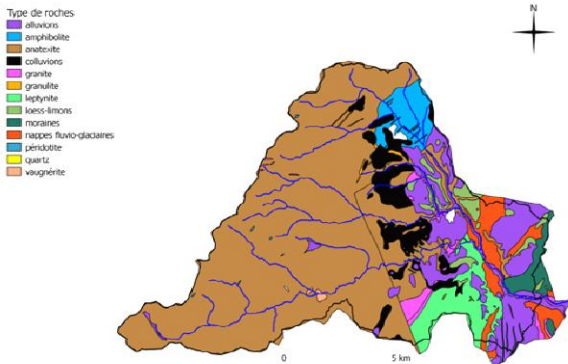 Type de roches
alluvions
amphibolite
anatexite
colluvions
granite
granulite
leptynite
loess-limons
moraines
nappes fluvio-glaciaires
péridotite
quartz
vaugnérite
N
0 5 km